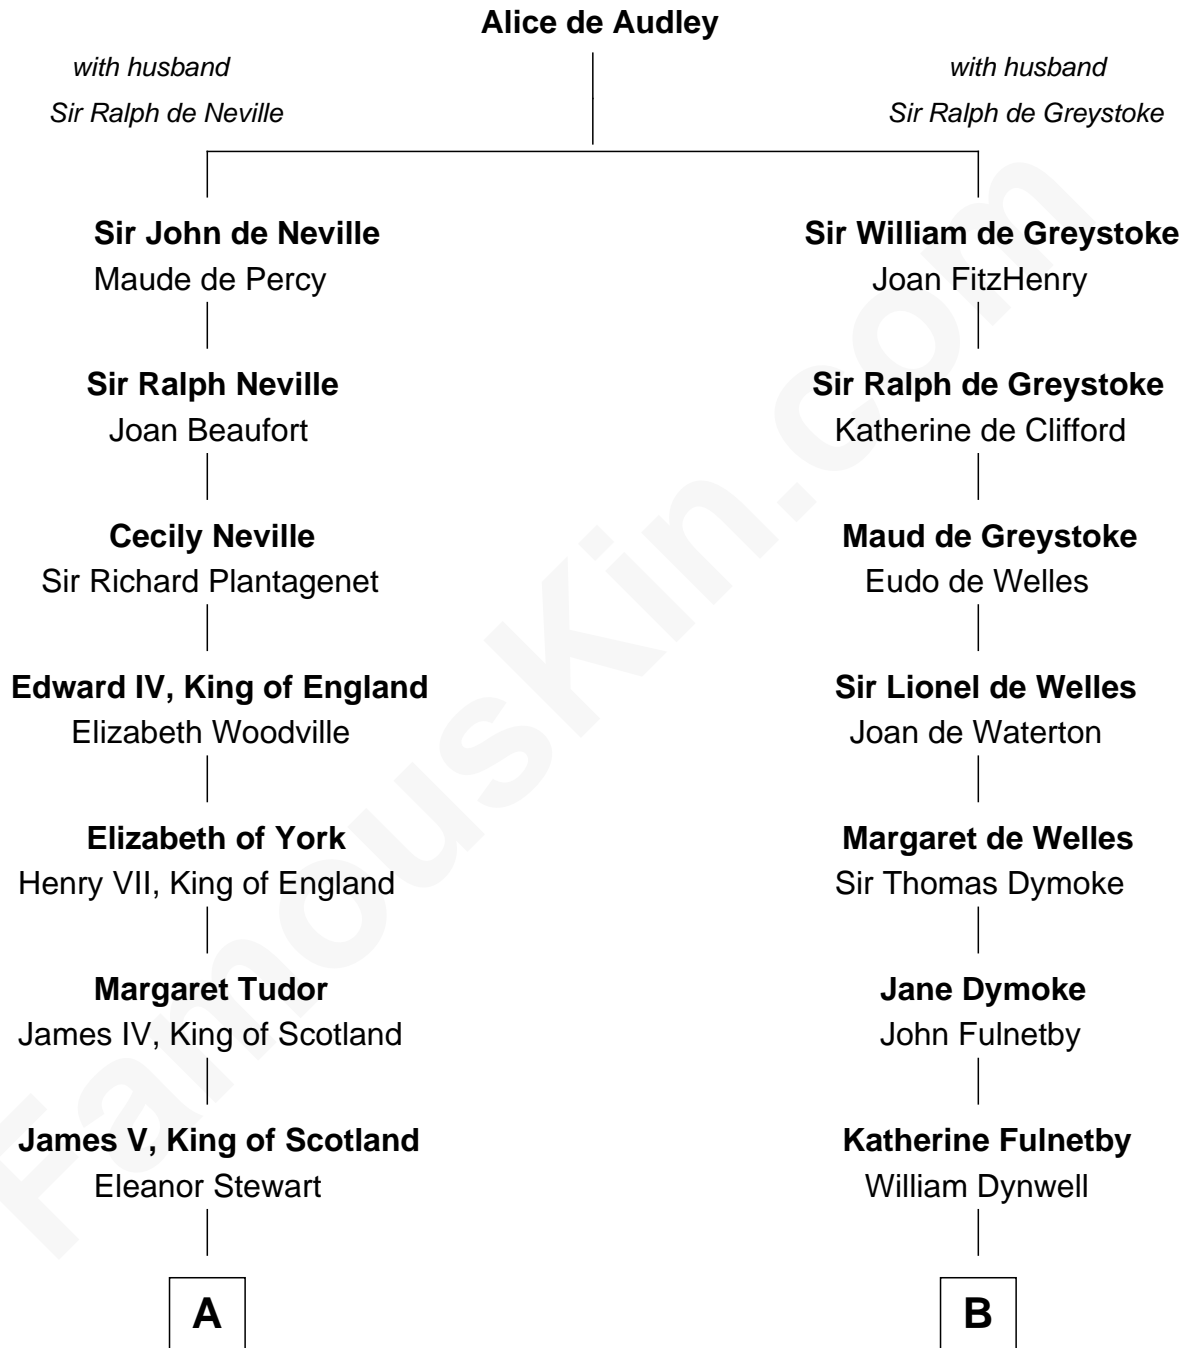 Alice de Audley
with husband
Sir Ralph de Neville
with husband
Sir Ralph de Greystoke
Sir John de Neville
Maude de Percy
Sir William de Greystoke
Joan FitzHenry
Sir Ralph Neville
Joan Beaufort
Sir Ralph de Greystoke
Katherine de Clifford
Cecily Neville
Sir Richard Plantagenet
Maud de Greystoke
Eudo de Welles
Edward IV, King of England
Elizabeth Woodville
Sir Lionel de Welles
Joan de Waterton
Elizabeth of York
Henry VII, King of England
Margaret de Welles
Sir Thomas Dymoke
Margaret Tudor
James IV, King of Scotland
Jane Dymoke
John Fulnetby
James V, King of Scotland
Eleanor Stewart
Katherine Fulnetby
William Dynwell
A
B
FamousKin.com